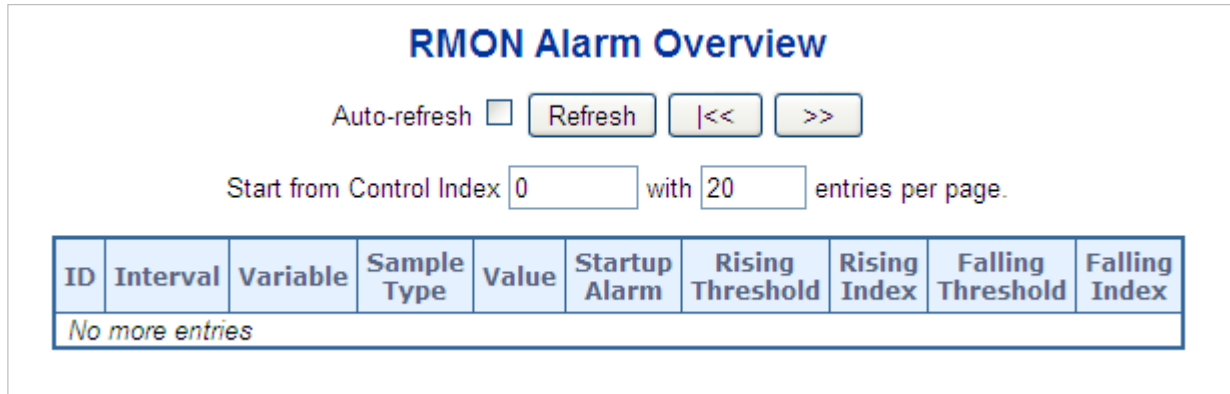 RMON Alarm Overview
Auto-refresh Refresh |<< >>
Start from Control Index 0 with 20 entries per page.
ID Interval Variable Sample Type Value Startup Alarm Rising Threshold Rising Index Falling Threshold Falling Index
No more entries